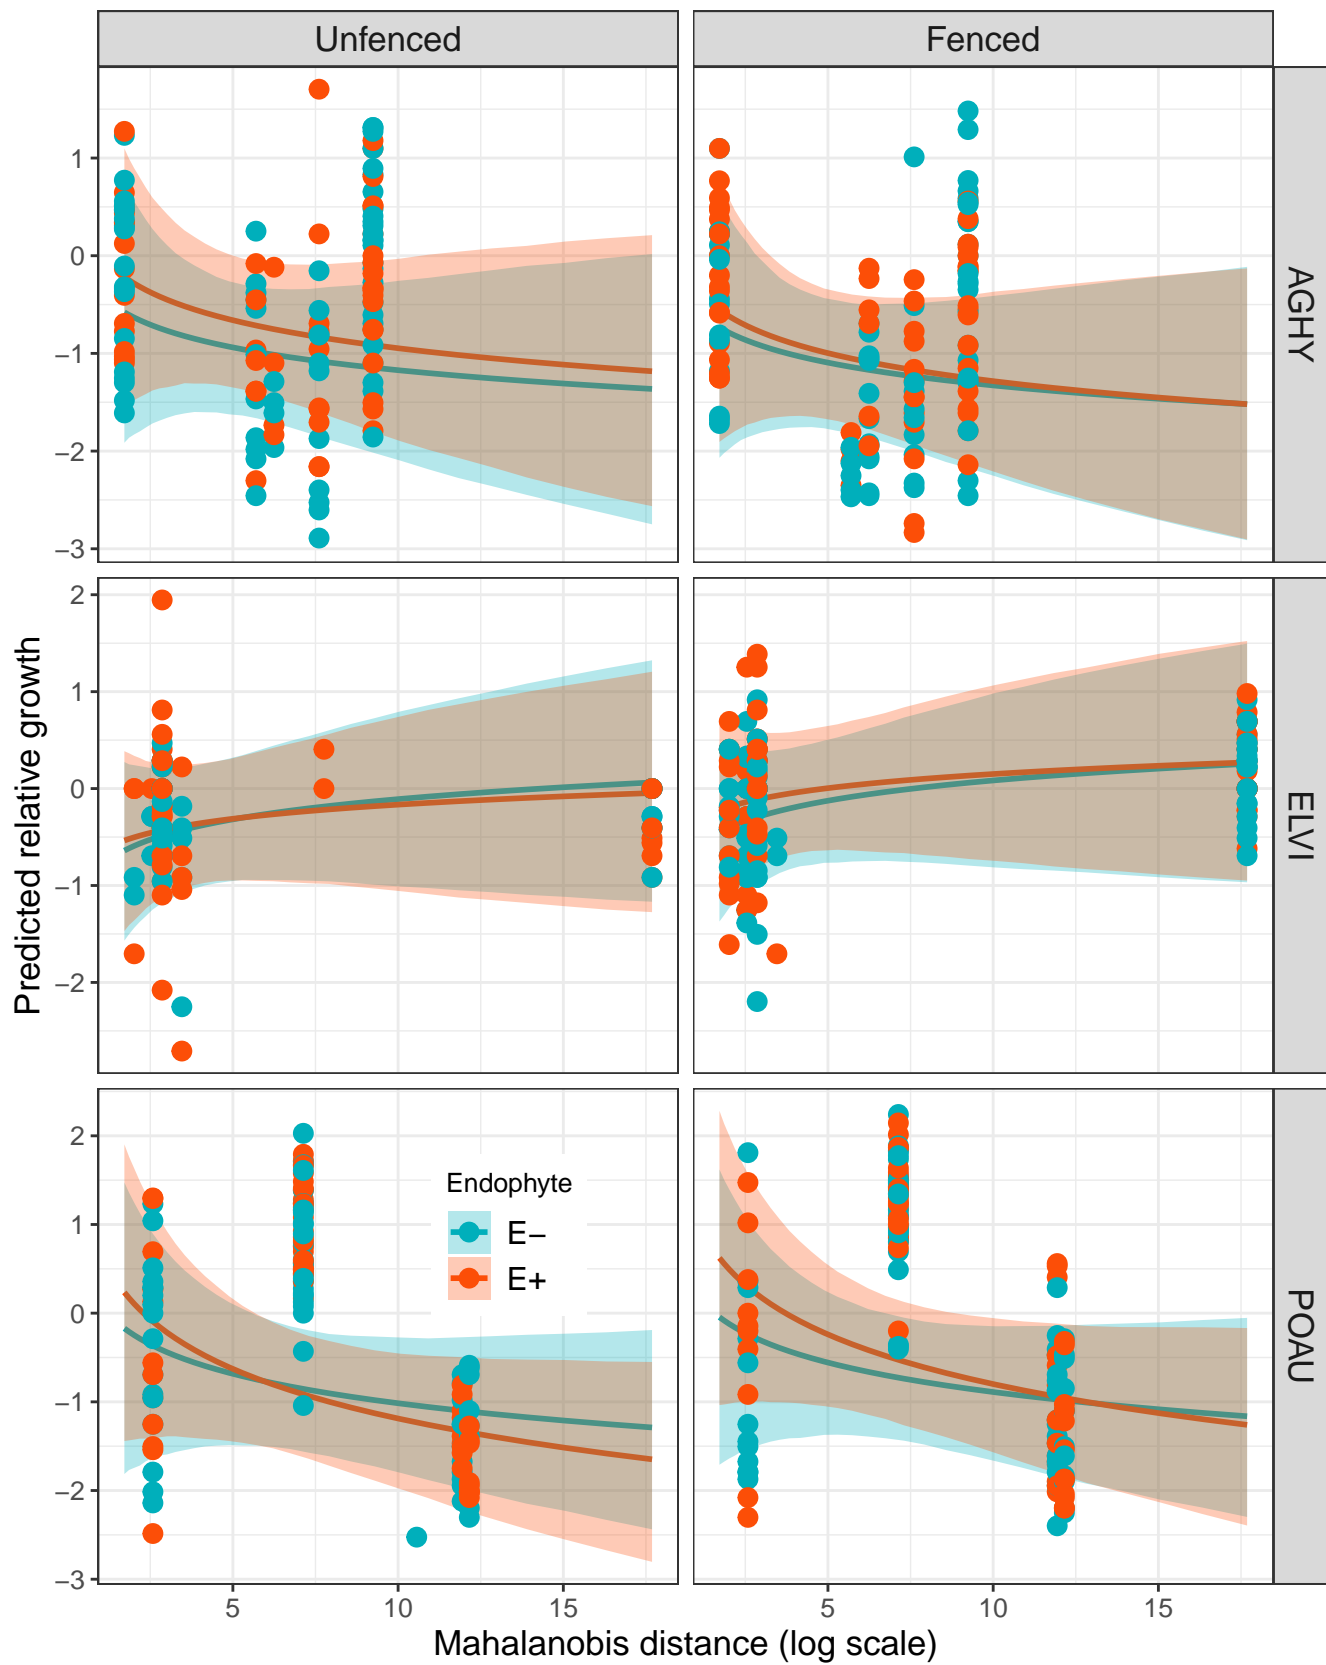 Unfenced
Fenced
1
0
−1
−2
−3
AGHY
2
1
0
−1
−2
ELVI
2
1
0
−1
−2
−3
POAU
Predicted relative growth
Endophyte
E−
E+
5
10
15
5
10
15
Mahalanobis distance (log scale)